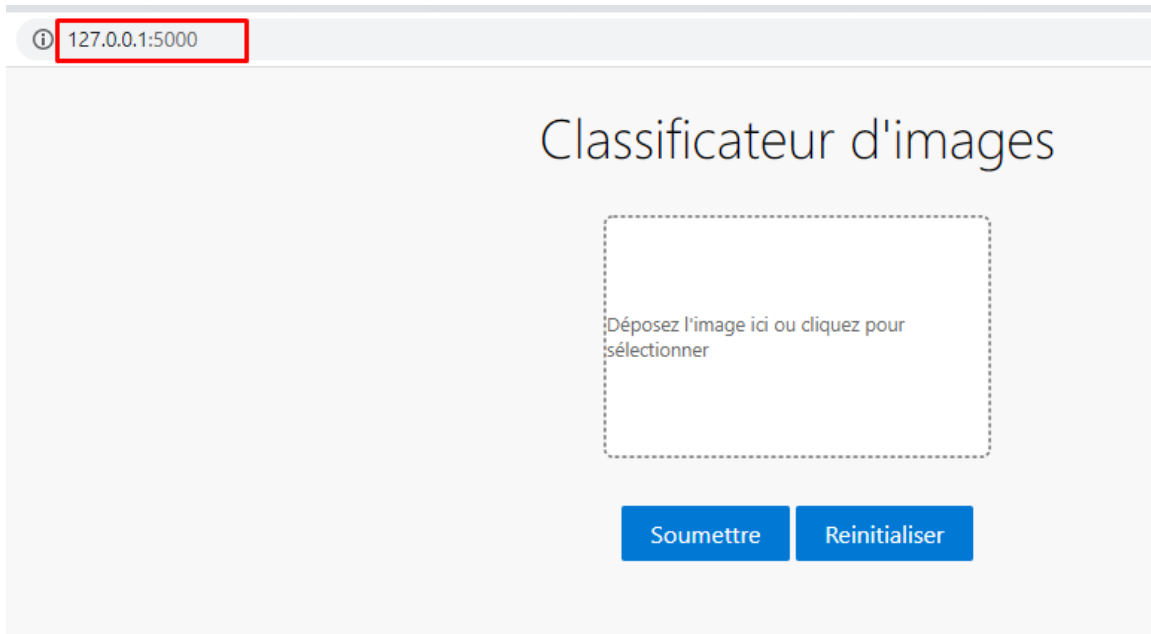 127.0.0.1:5000
Classificateur d'images
Déposez l'image ici ou cliquez pour
sélectionner
Soumettre
Reinitialiser